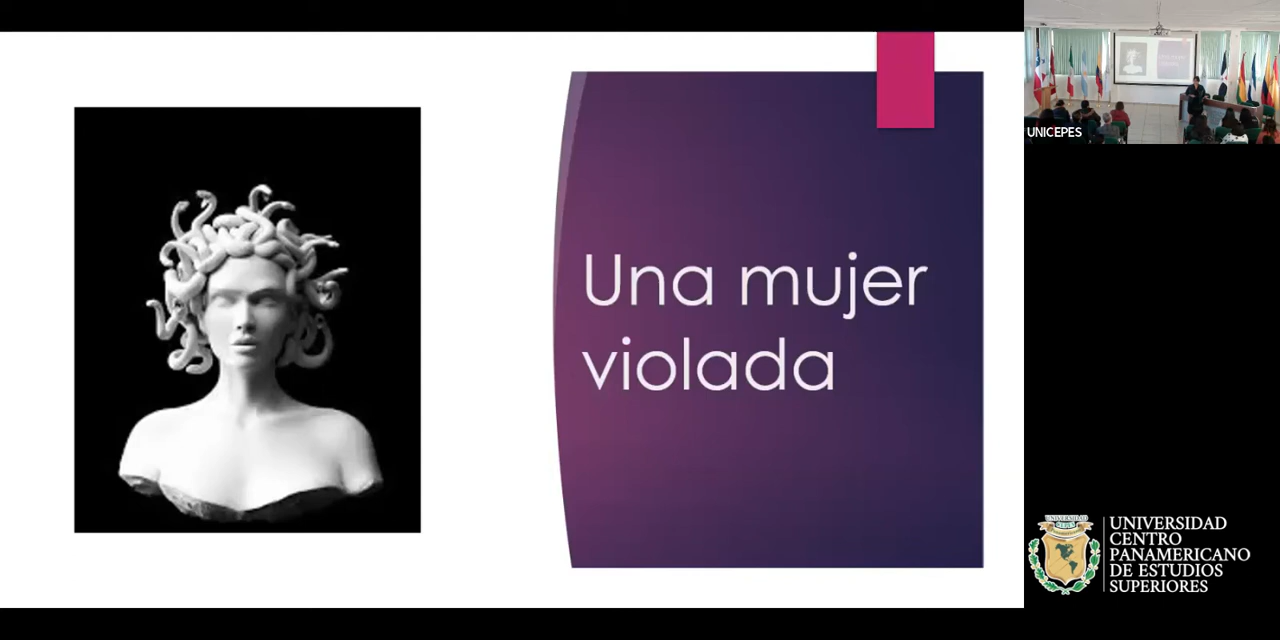 Una mujer
violada
UNICEPES
UNIVERSIDAD
CENTRO
PANAMERICANO
DE ESTUDIOS
SUPERIORES